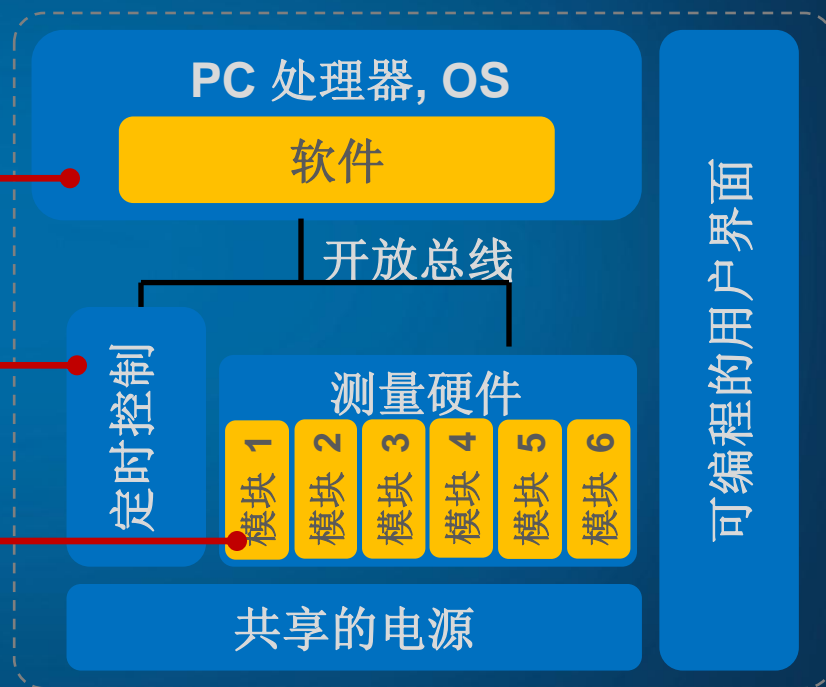 PC 处理器, OS
软件
开放总线
定时控制
测量硬件
模块 1
模块 2
模块 3
模块 4
模块 5
模块 6
共享的电源
可编程的用户界面